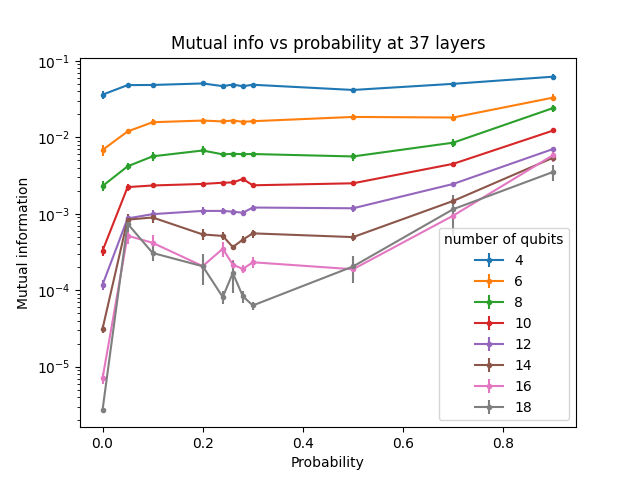 Mutual info vs probability at 37 layers
Mutual information
10⁻¹
10⁻²
10⁻³
10⁻⁴
10⁻⁵
number of qubits
4
6
8
10
12
14
16
18
0.0 0.2 0.4 0.6 0.8
Probability